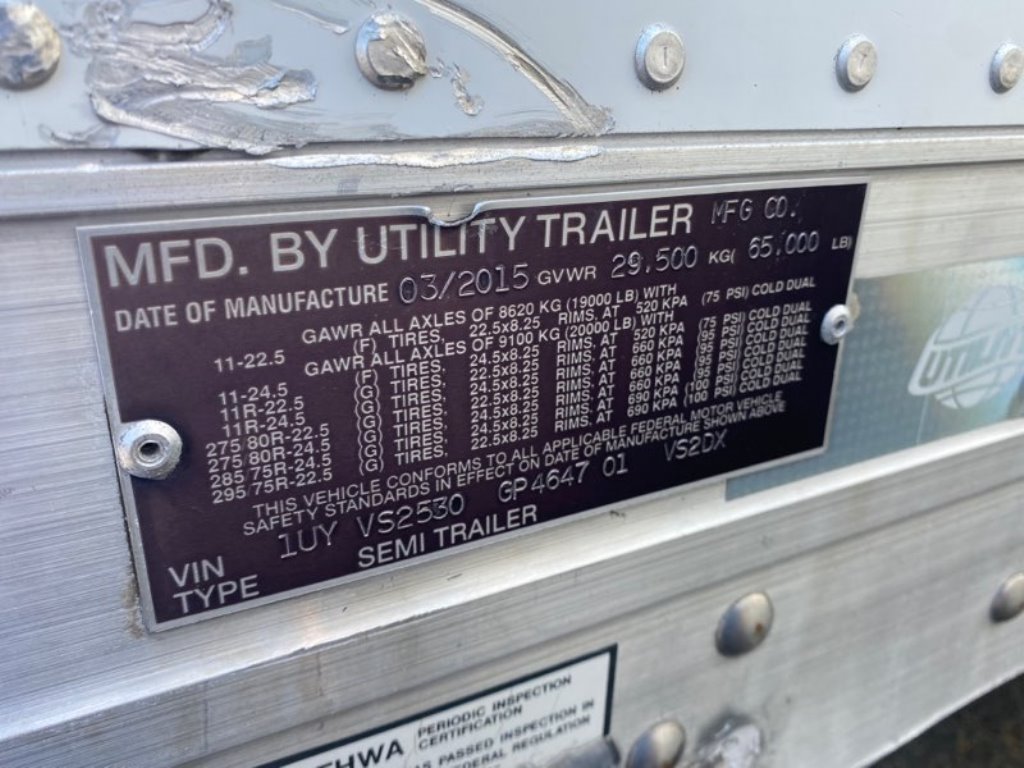 MFD. BY UTILITY TRAILER MFG CO.
DATE OF MANUFACTURE 03/2015 GVWR 29.500 KG( 65.000 LB)
GAWR ALL AXLES OF 8620 KG (19000 LB) WITH
11-22.5 (F) TIRES. 22.5x8.25 RIMS. AT 520 KPA (75 PSI) COLD DUAL
GAWR ALL AXLES OF 9100 KG (20000 LB) WITH
11-24.5 (F) TIRES. 24.5x8.25 RIMS. AT 520 KPA (75 PSI) COLD DUAL
11R-22.5 (G) TIRES. 22.5x8.25 RIMS. AT 660 KPA (95 PSI) COLD DUAL
11R-24.5 (G) TIRES. 24.5x8.25 RIMS. AT 660 KPA (95 PSI) COLD DUAL
275 80R-22.5 (G) TIRES. 22.5x8.25 RIMS. AT 660 KPA (95 PSI) COLD DUAL
275 80R-24.5 (G) TIRES. 24.5x8.25 RIMS. AT 660 KPA (95 PSI) COLD DUAL
285/75R-24.5 (G) TIRES. 24.5x8.25 RIMS. AT 690 KPA (100 PSI) COLD DUAL
295/75R-22.5 (G) TIRES. 22.5x8.25 RIMS. AT 690 KPA (100 PSI) COLD DUAL
THIS VEHICLE CONFORMS TO ALL APPLICABLE FEDERAL MOTOR VEHICLE
SAFETY STANDARDS IN EFFECT ON DATE OF MANUFACTURE SHOWN ABOVE
VIN 1UY VS2530 GP4647 01 VS2DX
TYPE SEMI TRAILER
UTILITY
FHWA PERIODIC INSPECTION
CERTIFICATION
AS PASSED INSPECTION IN
FEDERAL REGULATION